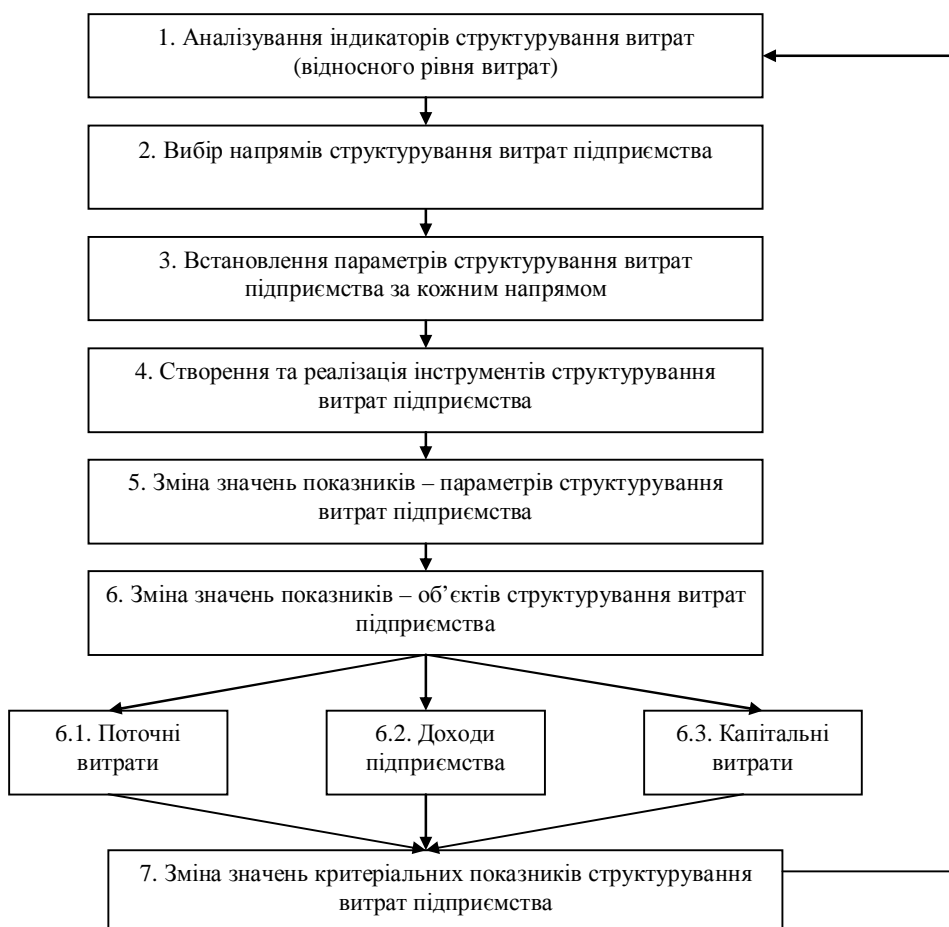 1. Аналізування індикаторів структурування витрат
(відносного рівня витрат)
2. Вибір напрямів структурування витрат підприємства
3. Встановлення параметрів структурування витрат
підприємства за кожним напрямом
4. Створення та реалізація інструментів структурування
витрат підприємства
5. Зміна значень показників – параметрів структурування
витрат підприємства
6. Зміна значень показників – об’єктів структурування витрат
підприємства
6.1. Поточні
витрати
6.2. Доходи
підприємства
6.3. Капітальні
витрати
7. Зміна значень критеріальних показників структурування
витрат підприємства